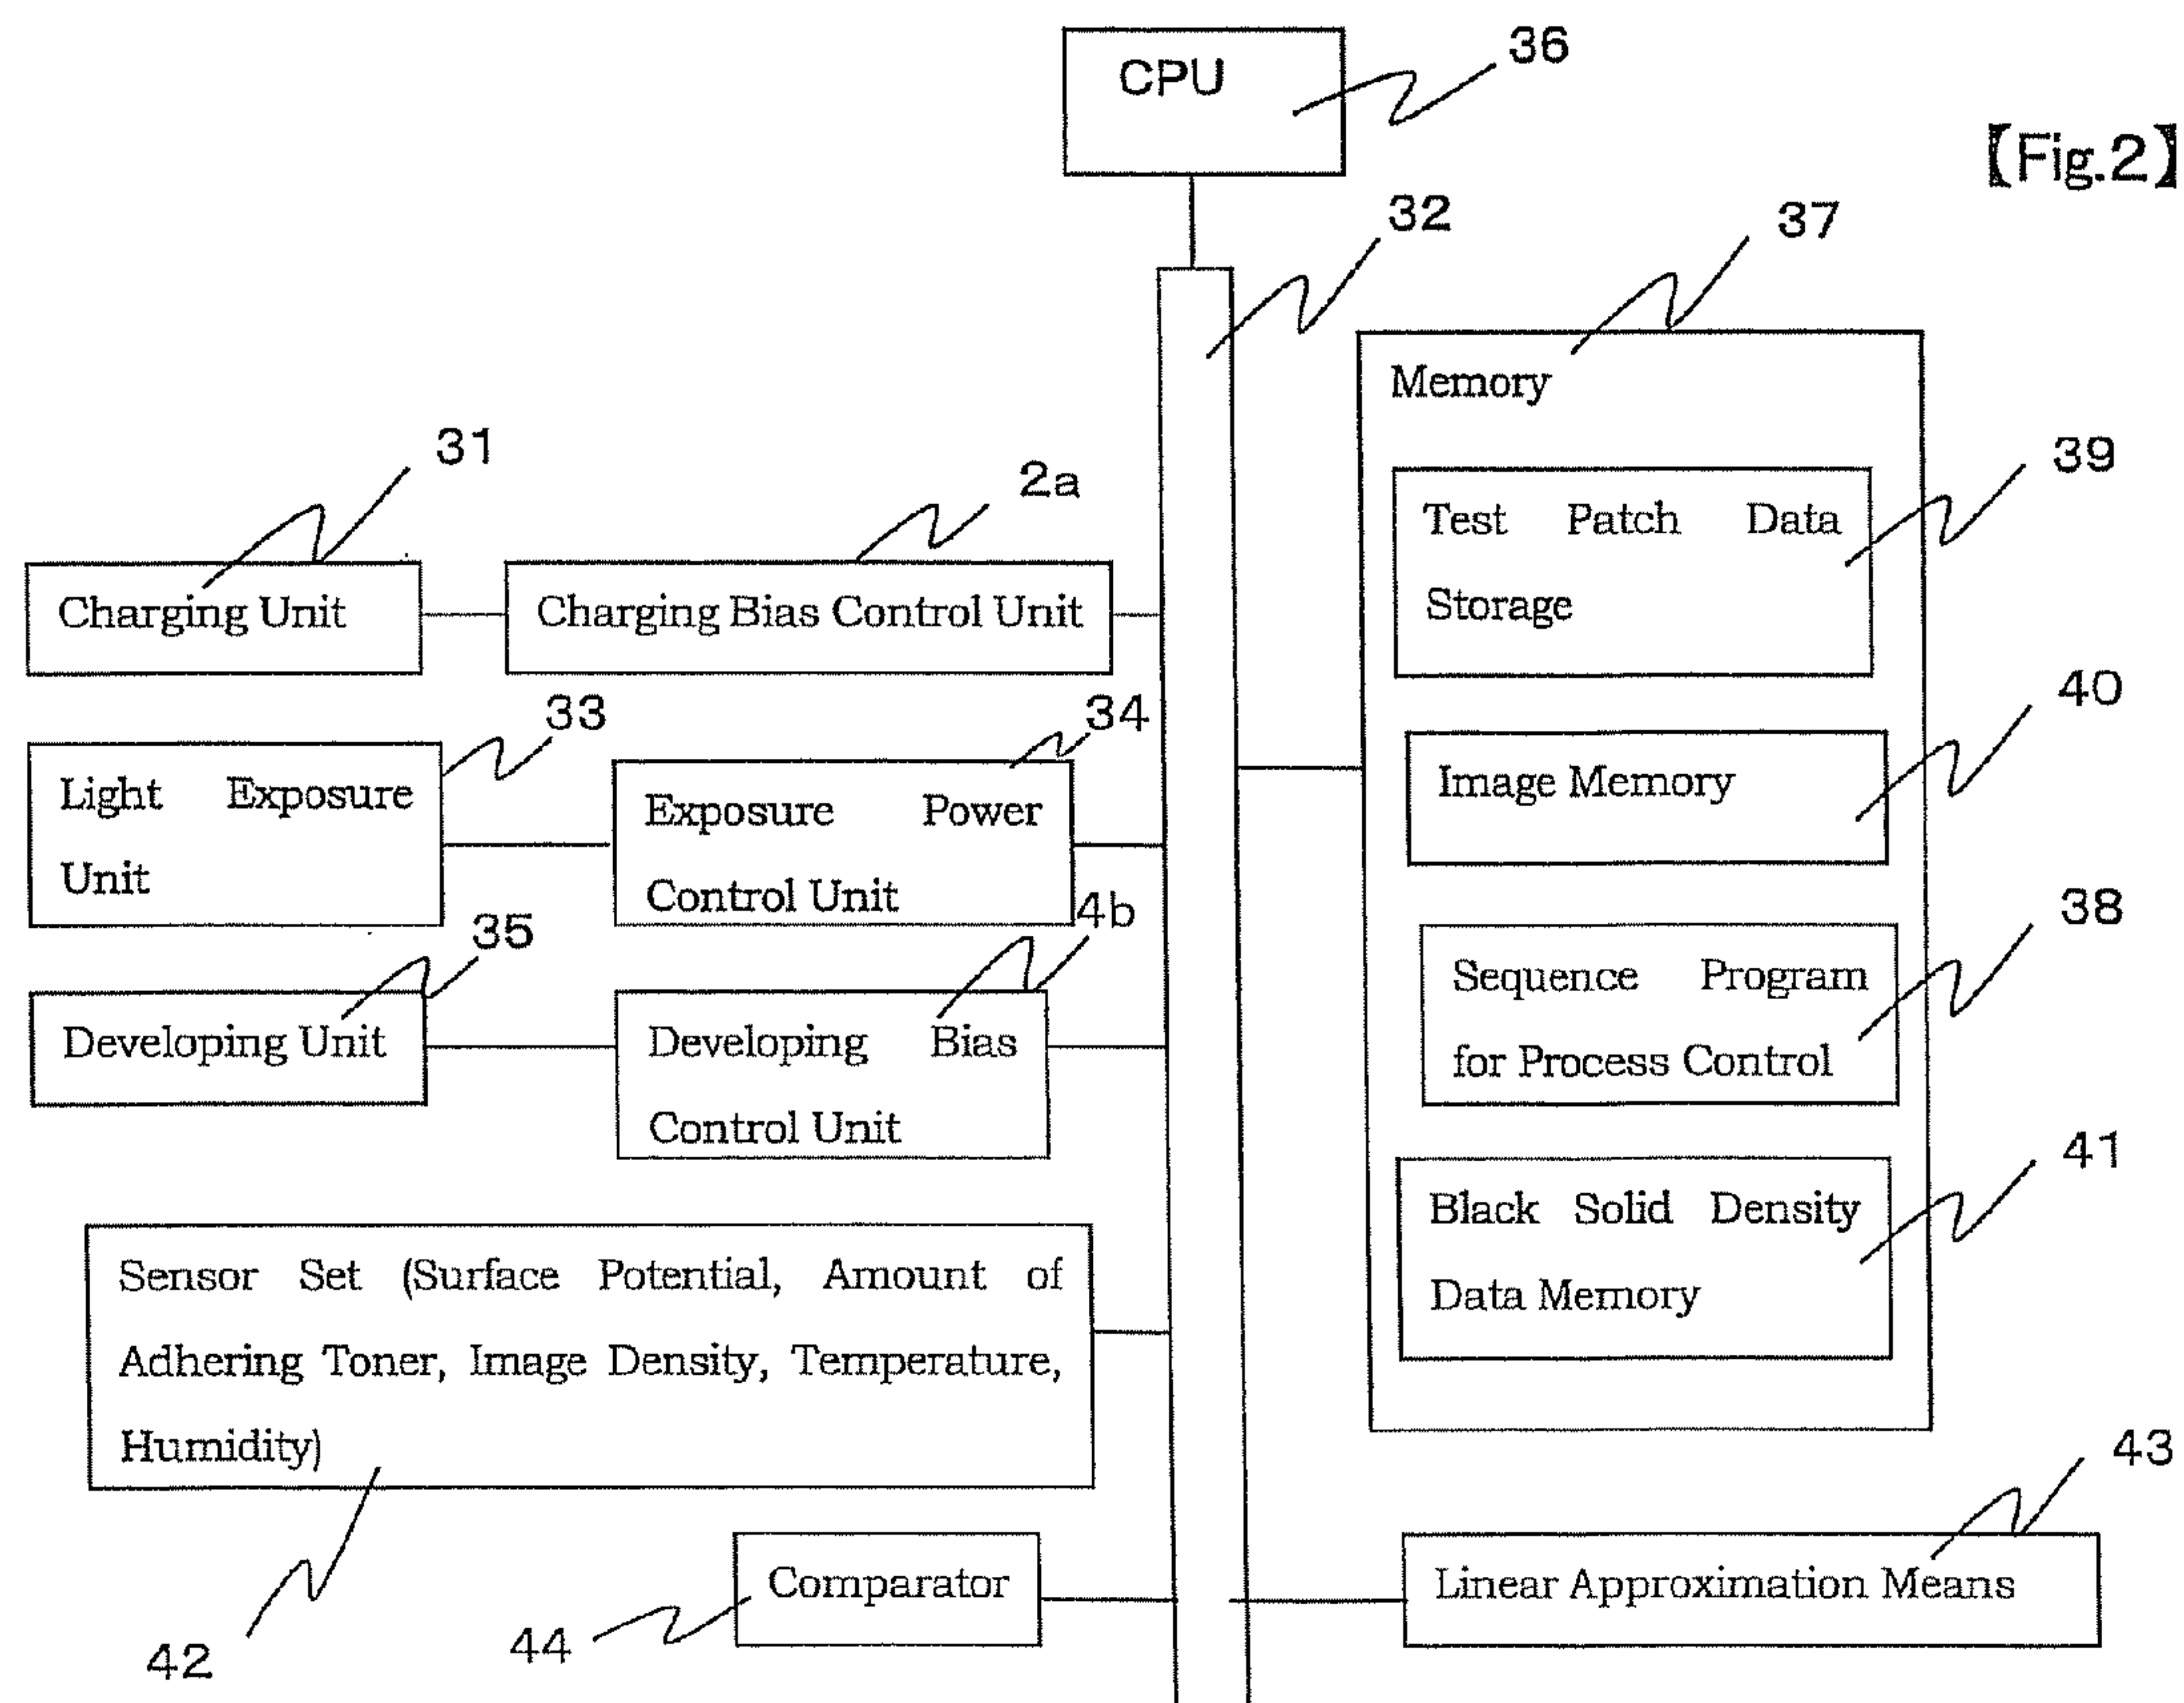 CPU
36
【Fig.2】
32
37
Memory
31
2a
39
Test Patch Data
Storage
Charging Unit
Charging Bias Control Unit
33
34
40
Light Exposure
Unit
Exposure Power
Control Unit
Image Memory
35
4b
38
Sequence Program
for Process Control
Developing Unit
Developing Bias
Control Unit
41
Black Solid Density
Data Memory
Sensor Set (Surface Potential, Amount of
Adhering Toner, Image Density, Temperature,
Humidity)
43
42
44
Comparator
Linear Approximation Means